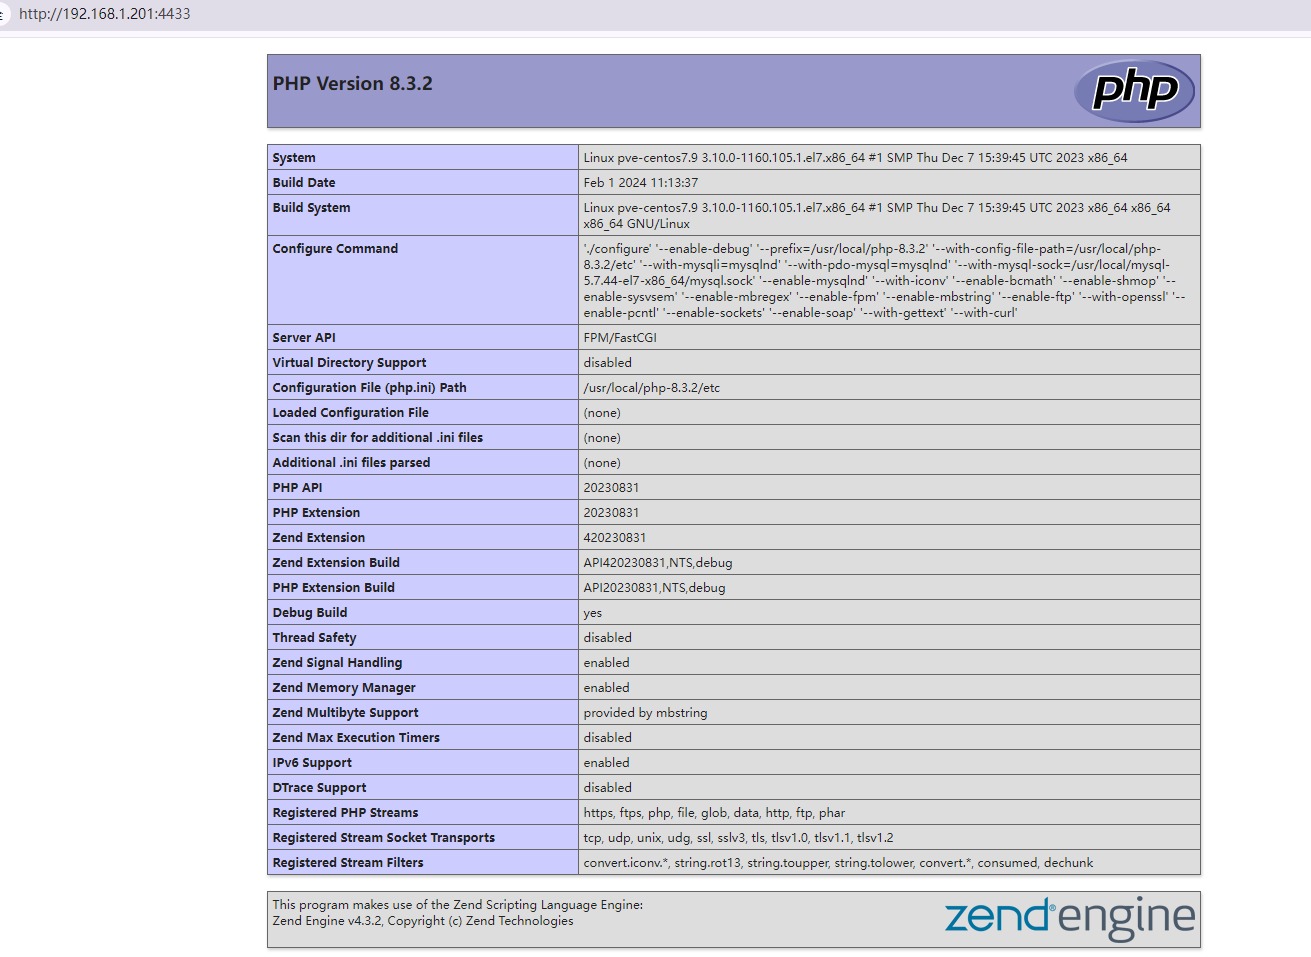 http://192.168.1.201:4433
PHP Version 8.3.2
php
System
Linux pve-centos7.9 3.10.0-1160.105.1.el7.x86_64 #1 SMP Thu Dec 7 15:39:45 UTC 2023 x86_64
Build Date
Feb 1 2024 11:13:37
Build System
Linux pve-centos7.9 3.10.0-1160.105.1.el7.x86_64 #1 SMP Thu Dec 7 15:39:45 UTC 2023 x86_64 x86_64
x86_64 GNU/Linux
Configure Command
'./configure' '--enable-debug' '--prefix=/usr/local/php-8.3.2' '--with-config-file-path=/usr/local/php-
8.3.2/etc' '--with-mysqli=mysqlnd' '--with-pdo-mysql=mysqlnd' '--with-mysql-sock=/usr/local/mysql-
5.7.44-el7-x86_64/mysql.sock' '--enable-mysqlnd' '--with-iconv' '--enable-bcmath' '--enable-shmop' '--
enable-sysvsem' '--enable-mbregex' '--enable-fpm' '--enable-mbstring' '--enable-ftp' '--with-openssl' '--
enable-pcntl' '--enable-sockets' '--enable-soap' '--with-gettext' '--with-curl'
Server API
FPM/FastCGI
Virtual Directory Support
disabled
Configuration File (php.ini) Path
/usr/local/php-8.3.2/etc
Loaded Configuration File
(none)
Scan this dir for additional .ini files
(none)
Additional .ini files parsed
(none)
PHP API
20230831
PHP Extension
20230831
Zend Extension
420230831
Zend Extension Build
API420230831,NTS,debug
PHP Extension Build
API20230831,NTS,debug
Debug Build
yes
Thread Safety
disabled
Zend Signal Handling
enabled
Zend Memory Manager
enabled
Zend Multibyte Support
provided by mbstring
Zend Max Execution Timers
disabled
IPv6 Support
enabled
DTrace Support
disabled
Registered PHP Streams
https, ftps, php, file, glob, data, http, ftp, phar
Registered Stream Socket Transports
tcp, udp, unix, udg, ssl, sslv3, tls, tlsv1.0, tlsv1.1, tlsv1.2
Registered Stream Filters
convert.iconv.*, string.rot13, string.toupper, string.tolower, convert.*, consumed, dechunk
This program makes use of the Zend Scripting Language Engine:
Zend Engine v4.3.2, Copyright (c) Zend Technologies
zend® engine